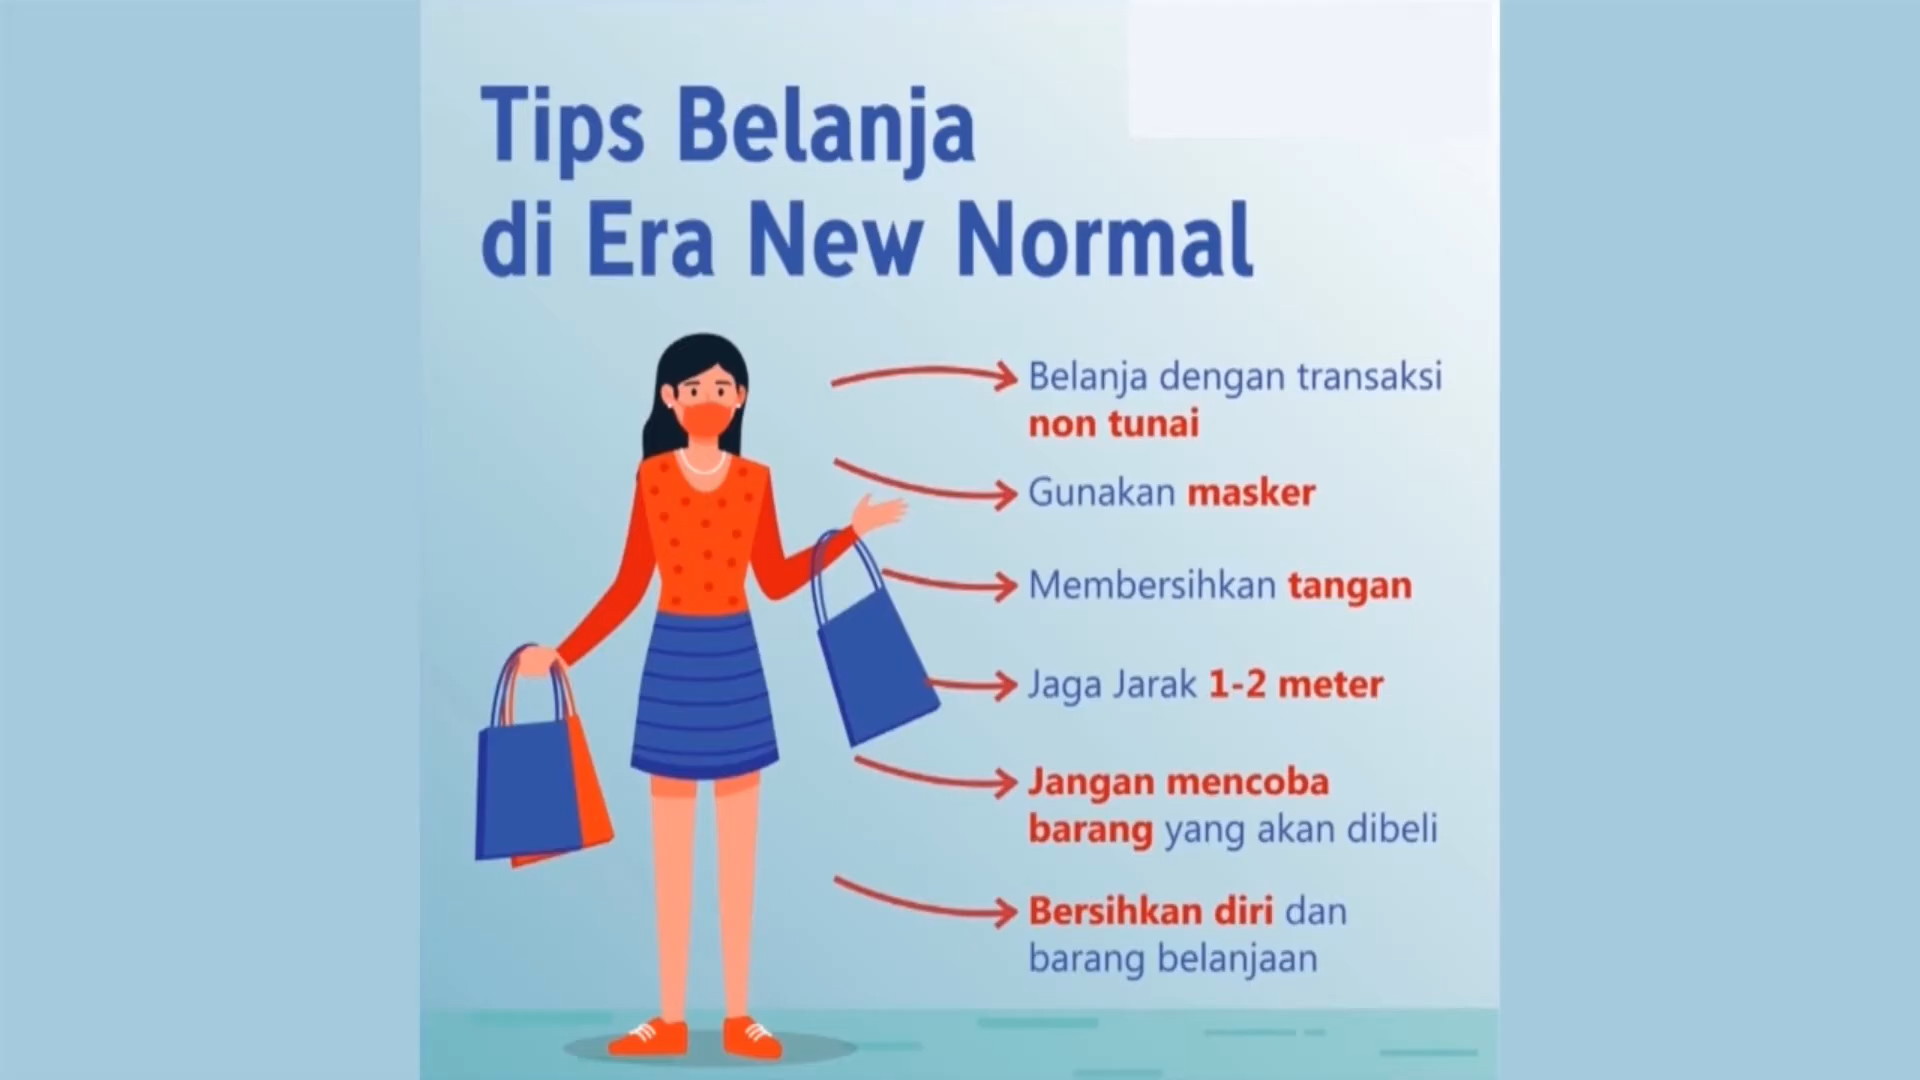 Tips Belanja
di Era New Normal
Belanja dengan transaksi
non tunai
Gunakan masker
Membersihkan tangan
Jaga Jarak 1-2 meter
Jangan mencoba
barang yang akan dibeli
Bersihkan diri dan
barang belanjaan